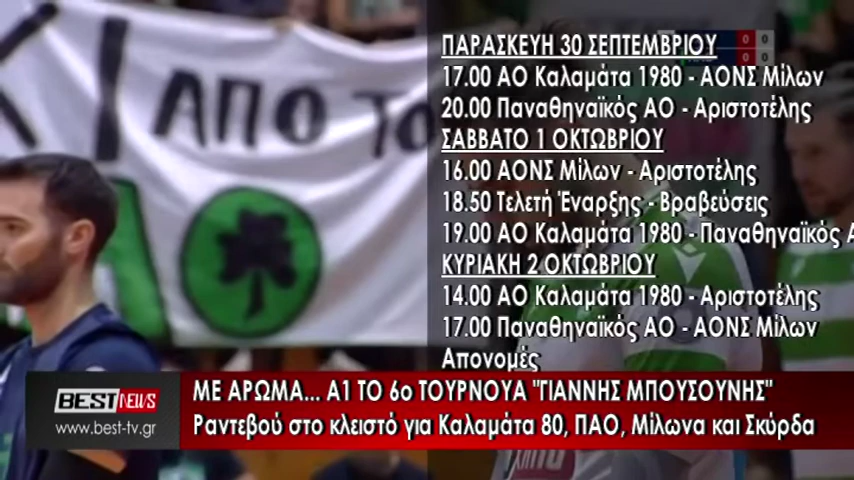 ΚΙ ΑΠΟ ΤΟ
ΠΑΡΑΣΚΕΥΗ 30 ΣΕΠΤΕΜΒΡΙΟΥ
17.00 ΑΟ Καλαμάτα 1980 - ΑΟΝΣ Μίλων
20.00 Παναθηναϊκός ΑΟ - Αριστοτέλης
ΣΑΒΒΑΤΟ 1 ΟΚΤΩΒΡΙΟΥ
16.00 ΑΟΝΣ Μίλων - Αριστοτέλης
18.50 Τελετή Έναρξης - Βραβεύσεις
19.00 ΑΟ Καλαμάτα 1980 - Παναθηναϊκός Α
ΚΥΡΙΑΚΗ 2 ΟΚΤΩΒΡΙΟΥ
14.00 ΑΟ Καλαμάτα 1980 - Αριστοτέλης
17.00 Παναθηναϊκός ΑΟ - ΑΟΝΣ Μίλων
Απονομές
BEST NEWS
www.best-tv.gr
ΜΕ ΑΡΩΜΑ... Α1 ΤΟ 6ο ΤΟΥΡΝΟΥΑ "ΓΙΑΝΝΗΣ ΜΠΟΥΣΟΥΝΗΣ"
Ραντεβού στο κλειστό για Καλαμάτα 80, ΠΑΟ, Μίλωνα και Σκύρδα